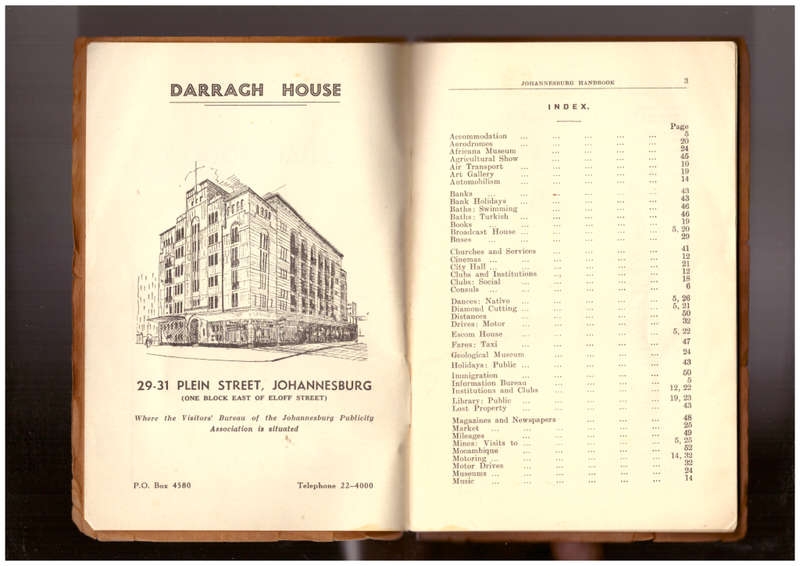 DARRAGH HOUSE
29-31 PLEIN STREET, JOHANNESBURG
(ONE BLOCK EAST OF ELOFF STREET)
Where the Visitors' Bureau of the Johannesburg Publicity
Association is situated
P.O. Box 4580 Telephone 22-4000
JOHANNESBURG HANDBOOK 3
INDEX.
Page
Accommodation ... ... ... ... ... 5
Aerodromes ... ... ... ... ... 20
Africana Museum ... ... ... ... 24
Agricultural Show ... ... ... ... 45
Air Transport ... ... ... ... ... 10
Art Gallery ... ... ... ... ... 19
Automobilism ... ... ... ... 14
Banks ... ... ... ... ... ... 43
Bank Holidays ... ... ... ... ... 43
Baths: Swimming ... ... ... ... 46
Baths: Turkish ... ... ... ... ... 46
Books ... ... ... ... ... 19
Broadcast House ... ... ... ... ... 5, 20
Buses ... ... ... ... ... ... 29
Churches and Services ... ... ... ... 41
Cinemas ... ... ... ... ... ... 12
City Hall ... ... ... ... ... ... 21
Clubs and Institutions ... ... ... ... 12
Clubs: Social ... ... ... ... ... 18
Consuls ... ... ... ... ... ... 6
Dances: Native ... ... ... ... ... 5, 26
Diamond Cutting ... ... ... ... ... 5, 21
Distances ... ... ... ... ... 50
Drives: Motor ... ... ... ... ... 32
Escom House ... ... ... ... ... 5, 22
Fares: Taxi ... ... ... ... ... 47
Geological Museum ... ... ... ... 24
Holidays: Public ... ... ... ... ... 43
Immigration ... ... ... ... ... 50
Information Bureau ... ... ... ... 5
Institutions and Clubs ... ... ... ... 12, 22
Library: Public ... ... ... ... ... 19, 23
Lost Property ... ... ... ... ... 43
Magazines and Newspapers ... ... ... ... 48
Market ... ... ... ... ... ... 25
Mileages ... ... ... ... ... 49
Mines: Visits to ... ... ... ... ... 5, 25
Mocambique ... ... ... ... ... 52
Motoring ... ... ... ... ... ... 14, 32
Motor Drives ... ... ... ... ... 32
Museums ... ... ... ... ... ... 24
Music ... ... ... ... ... ... 14